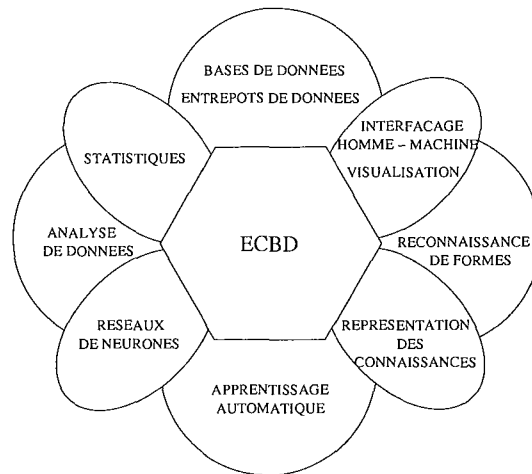 BASES DE DONNEES
ENTREPOTS DE DONNEES
INTERFACAGE
HOMME – MACHINE
VISUALISATION
STATISTIQUES
ANALYSE
DE DONNEES
ECBD
RECONNAISSANCE
DE FORMES
RESEAUX
DE NEURONES
REPRESENTATION
DES
CONNAISSANCES
APPRENTISSAGE
AUTOMATIQUE